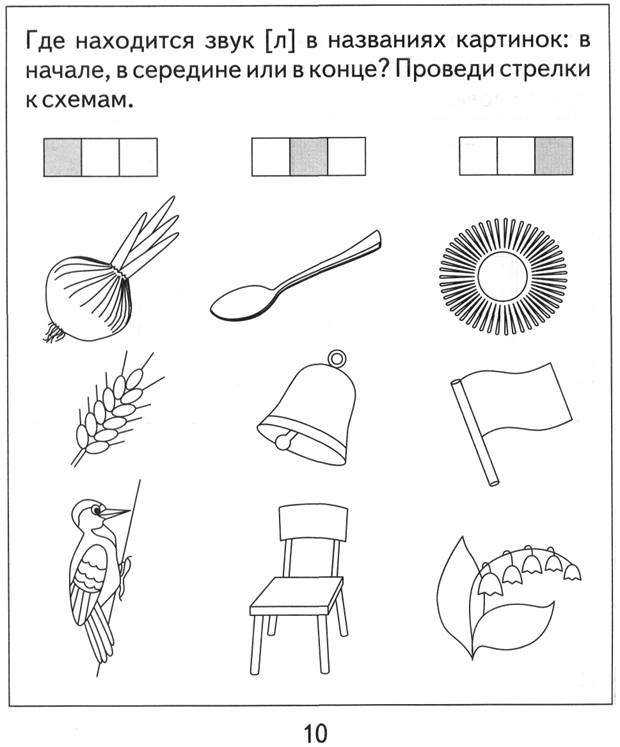 Где находится звук [л] в названиях картинок: в
начале, в середине или в конце? Проведи стрелки
к схемам.
10